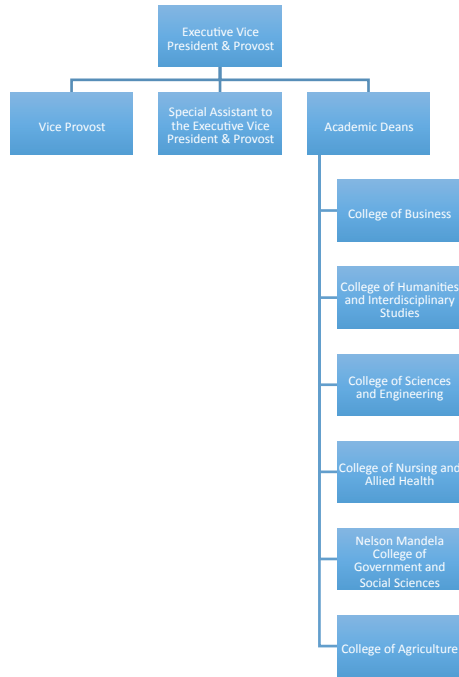 Executive Vice
President & Provost
Vice Provost
Special Assistant to
the Executive Vice
President & Provost
Academic Deans
College of Business
College of Humanities
and Interdisciplinary
Studies
College of Sciences
and Engineering
College of Nursing and
Allied Health
Nelson Mandela
College of
Government and
Social Sciences
College of Agriculture